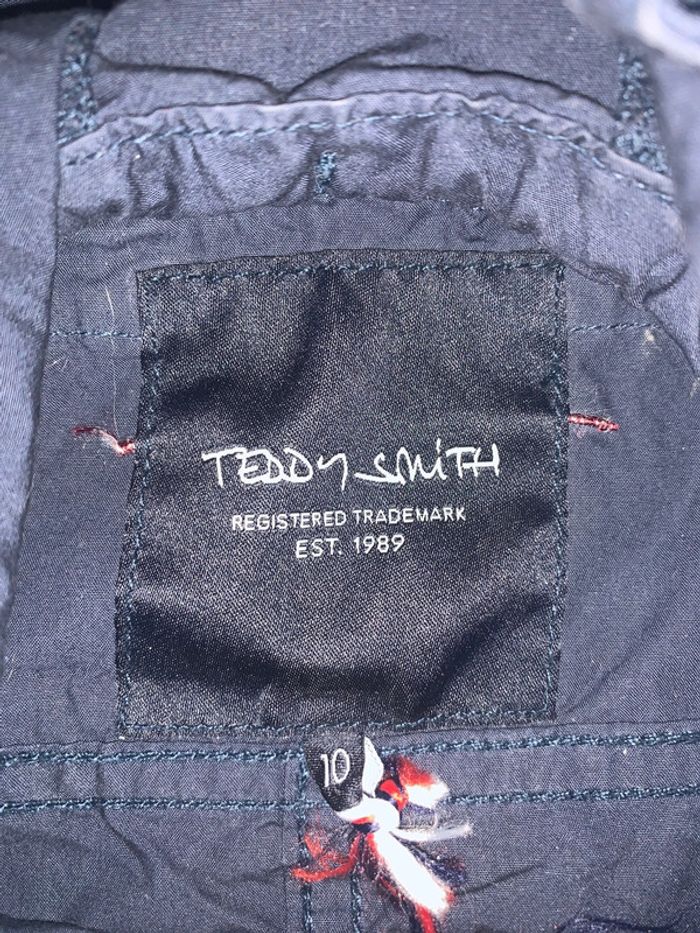 TEDDY SMITH
REGISTERED TRADEMARK
EST. 1989
10